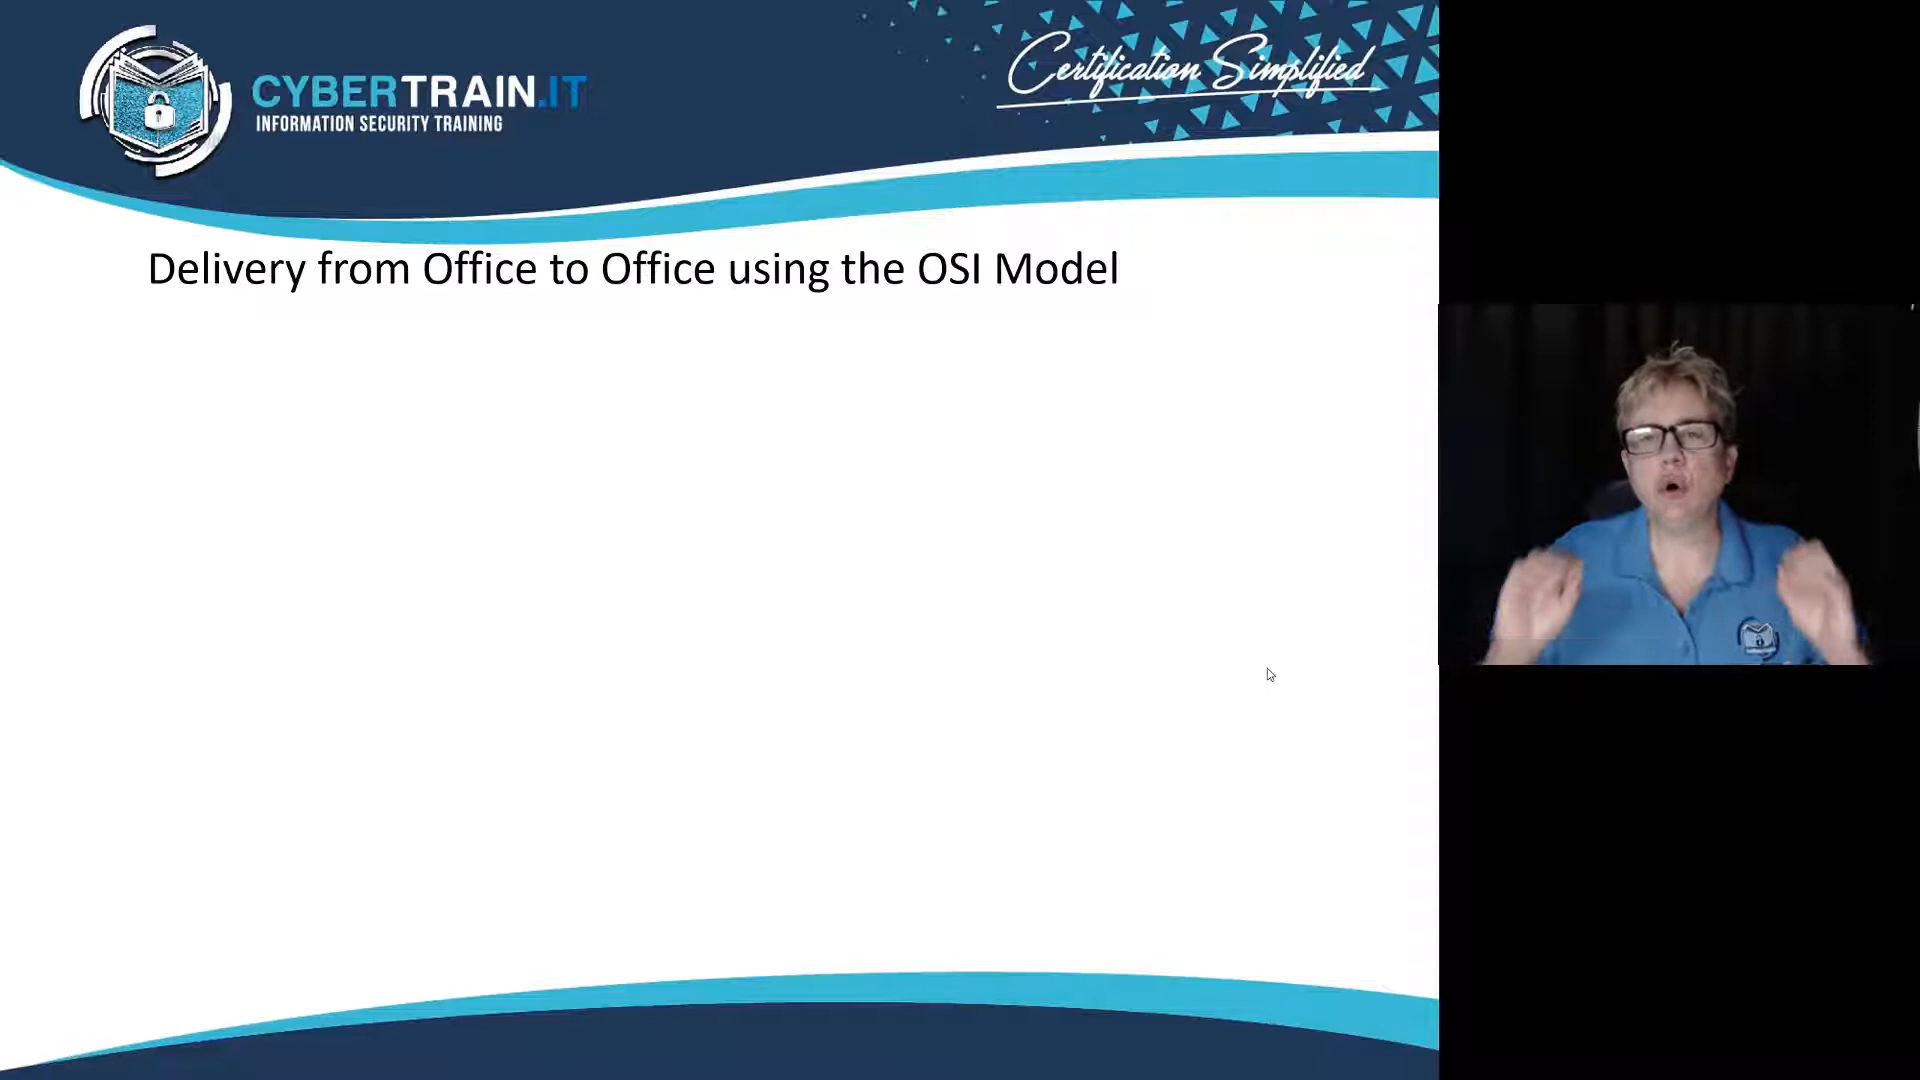 CYBERTRAIN.IT
INFORMATION SECURITY TRAINING
Certification Simplified
Delivery from Office to Office using the OSI Model